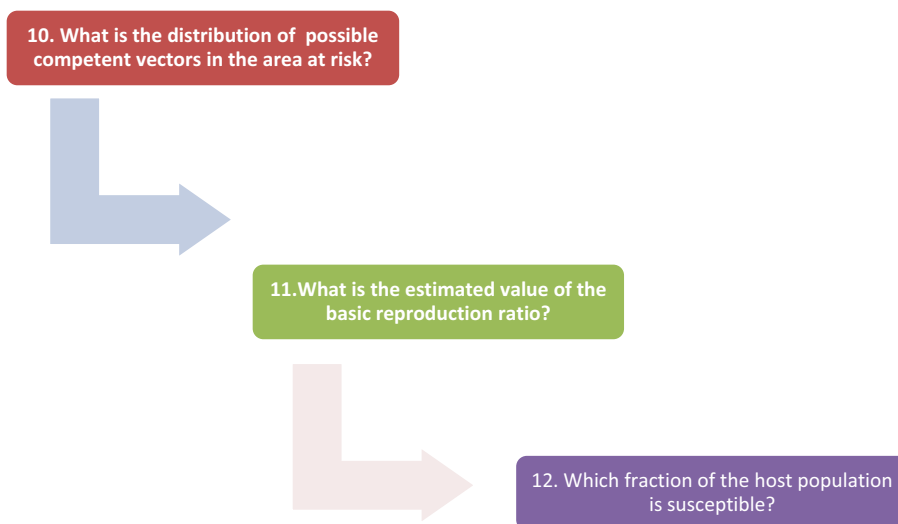 10. What is the distribution of possible
competent vectors in the area at risk?
11.What is the estimated value of the
basic reproduction ratio?
12. Which fraction of the host population
is susceptible?